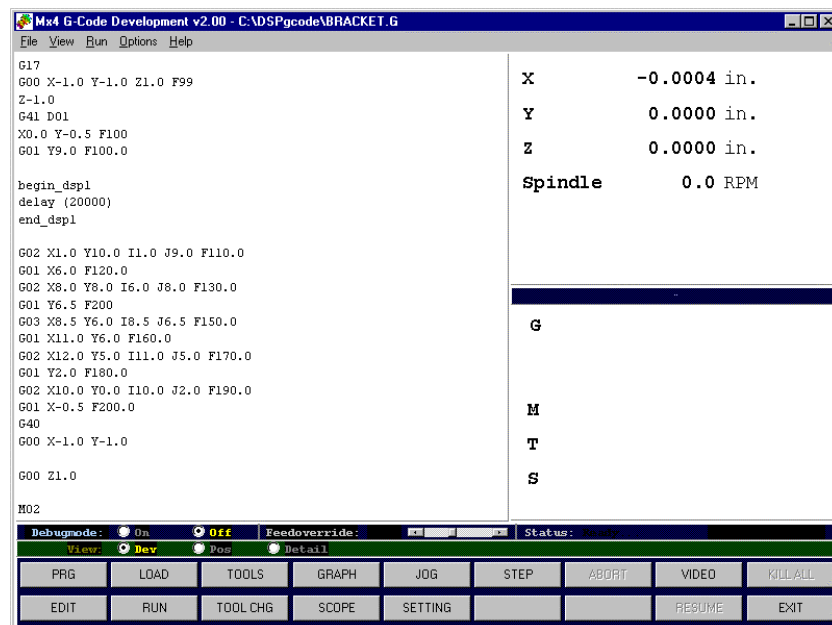 Mx4 G-Code Development v2.00 - C:\DSPgcode\BRACKET.G
File View Run Options Help
G17
G00 X-1.0 Y-1.0 Z1.0 F99
Z-1.0
G41 D01
X0.0 Y-0.5 F100
G01 Y9.0 F100.0
begin_dspl
delay (20000)
end_dspl
G02 X1.0 Y10.0 I1.0 J9.0 F110.0
G01 X6.0 F120.0
G02 X8.0 Y8.0 I6.0 J8.0 F130.0
G01 Y6.5 F200
G03 X8.5 Y6.0 I8.5 J6.5 F150.0
G01 X11.0 Y6.0 F160.0
G02 X12.0 Y5.0 I11.0 J5.0 F170.0
G01 Y2.0 F180.0
G02 X10.0 Y0.0 I10.0 J2.0 F190.0
G01 X-0.5 F200.0
G40
G00 X-1.0 Y-1.0
G00 Z1.0
M02
X -0.0004 in.
Y 0.0000 in.
Z 0.0000 in.
Spindle 0.0 RPM
G
M
T
S
Debugmode: On Off Feedoverride: Status:
View: Dev Pos Detail
PRG LOAD TOOLS GRAPH JOG STEP ABORT VIDEO KILL ALL
EDIT RUN TOOL CHG SCOPE SETTING RESUME EXIT